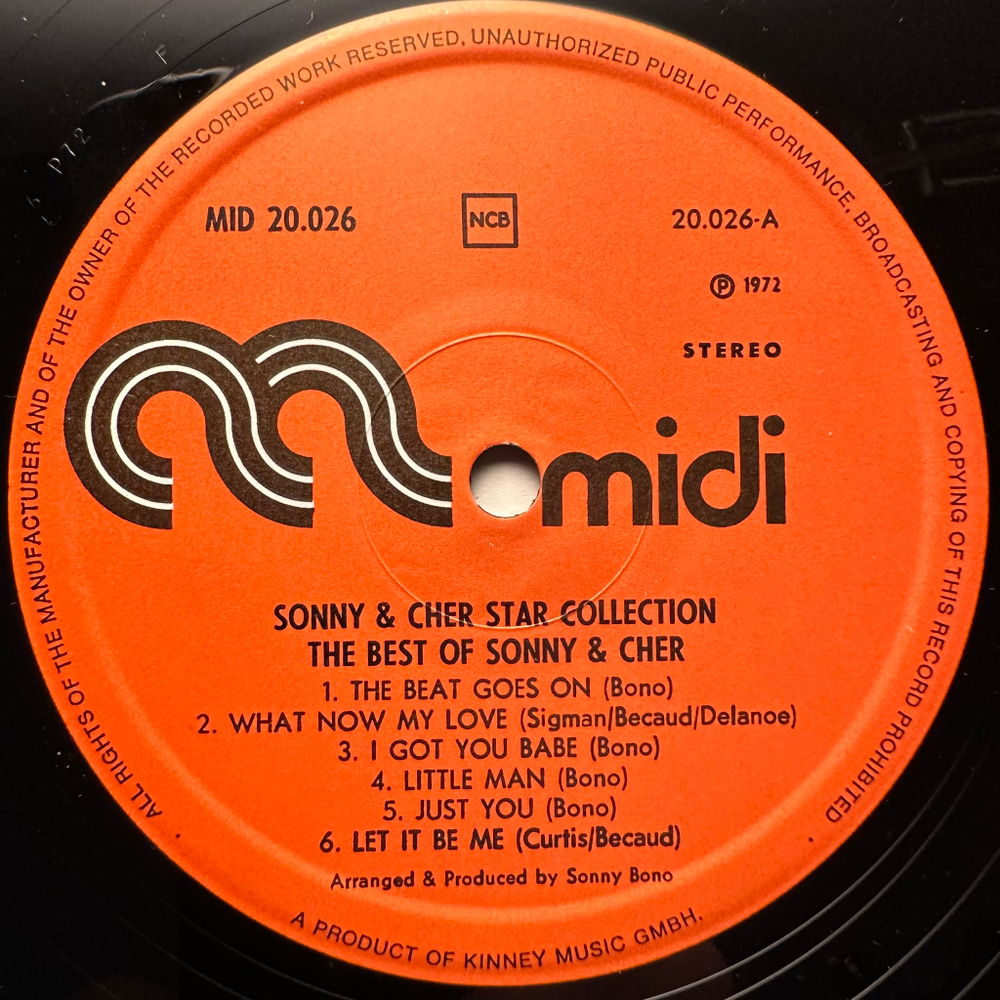 ALL RIGHTS OF THE MANUFACTURER AND OF THE OWNER OF THE RECORDED WORK RESERVED, UNAUTHORIZED PUBLIC PERFORMANCE, BROADCASTING AND COPYING OF THIS RECORD PROHIBITED
P72
F
MID 20.026
NCB
20.026-A
Ⓟ 1972
STEREO
midi
SONNY & CHER STAR COLLECTION
THE BEST OF SONNY & CHER
1. THE BEAT GOES ON (Bono)
2. WHAT NOW MY LOVE (Sigman/Becaud/Delanoe)
3. I GOT YOU BABE (Bono)
4. LITTLE MAN (Bono)
5. JUST YOU (Bono)
6. LET IT BE ME (Curtis/Becaud)
Arranged & Produced by Sonny Bono
A PRODUCT OF KINNEY MUSIC GMBH.